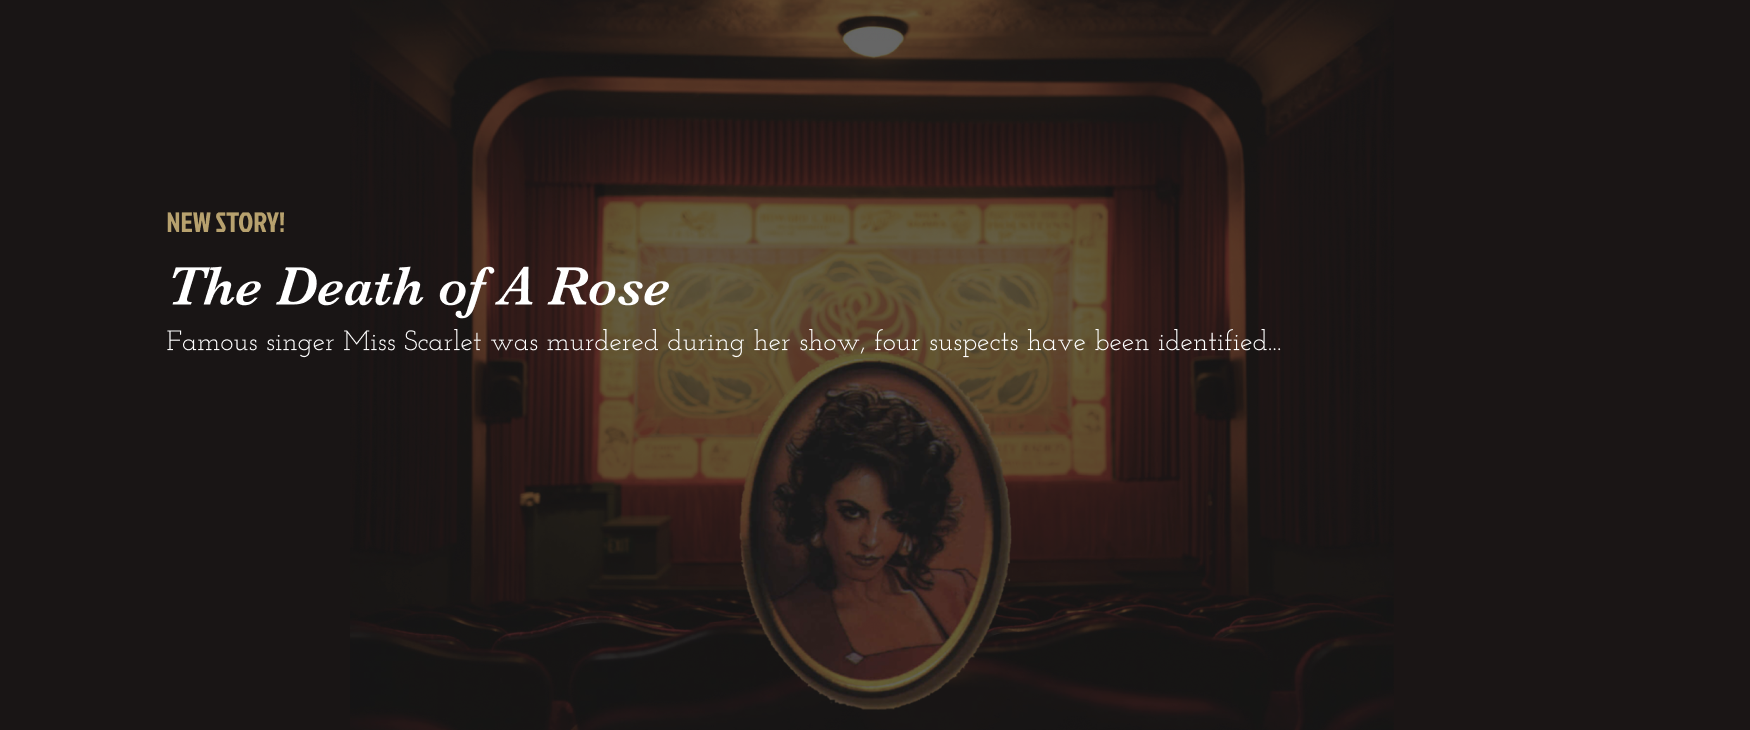 NEW STORY!
The Death of A Rose
Famous singer Miss Scarlet was murdered during her show, four suspects have been identified...